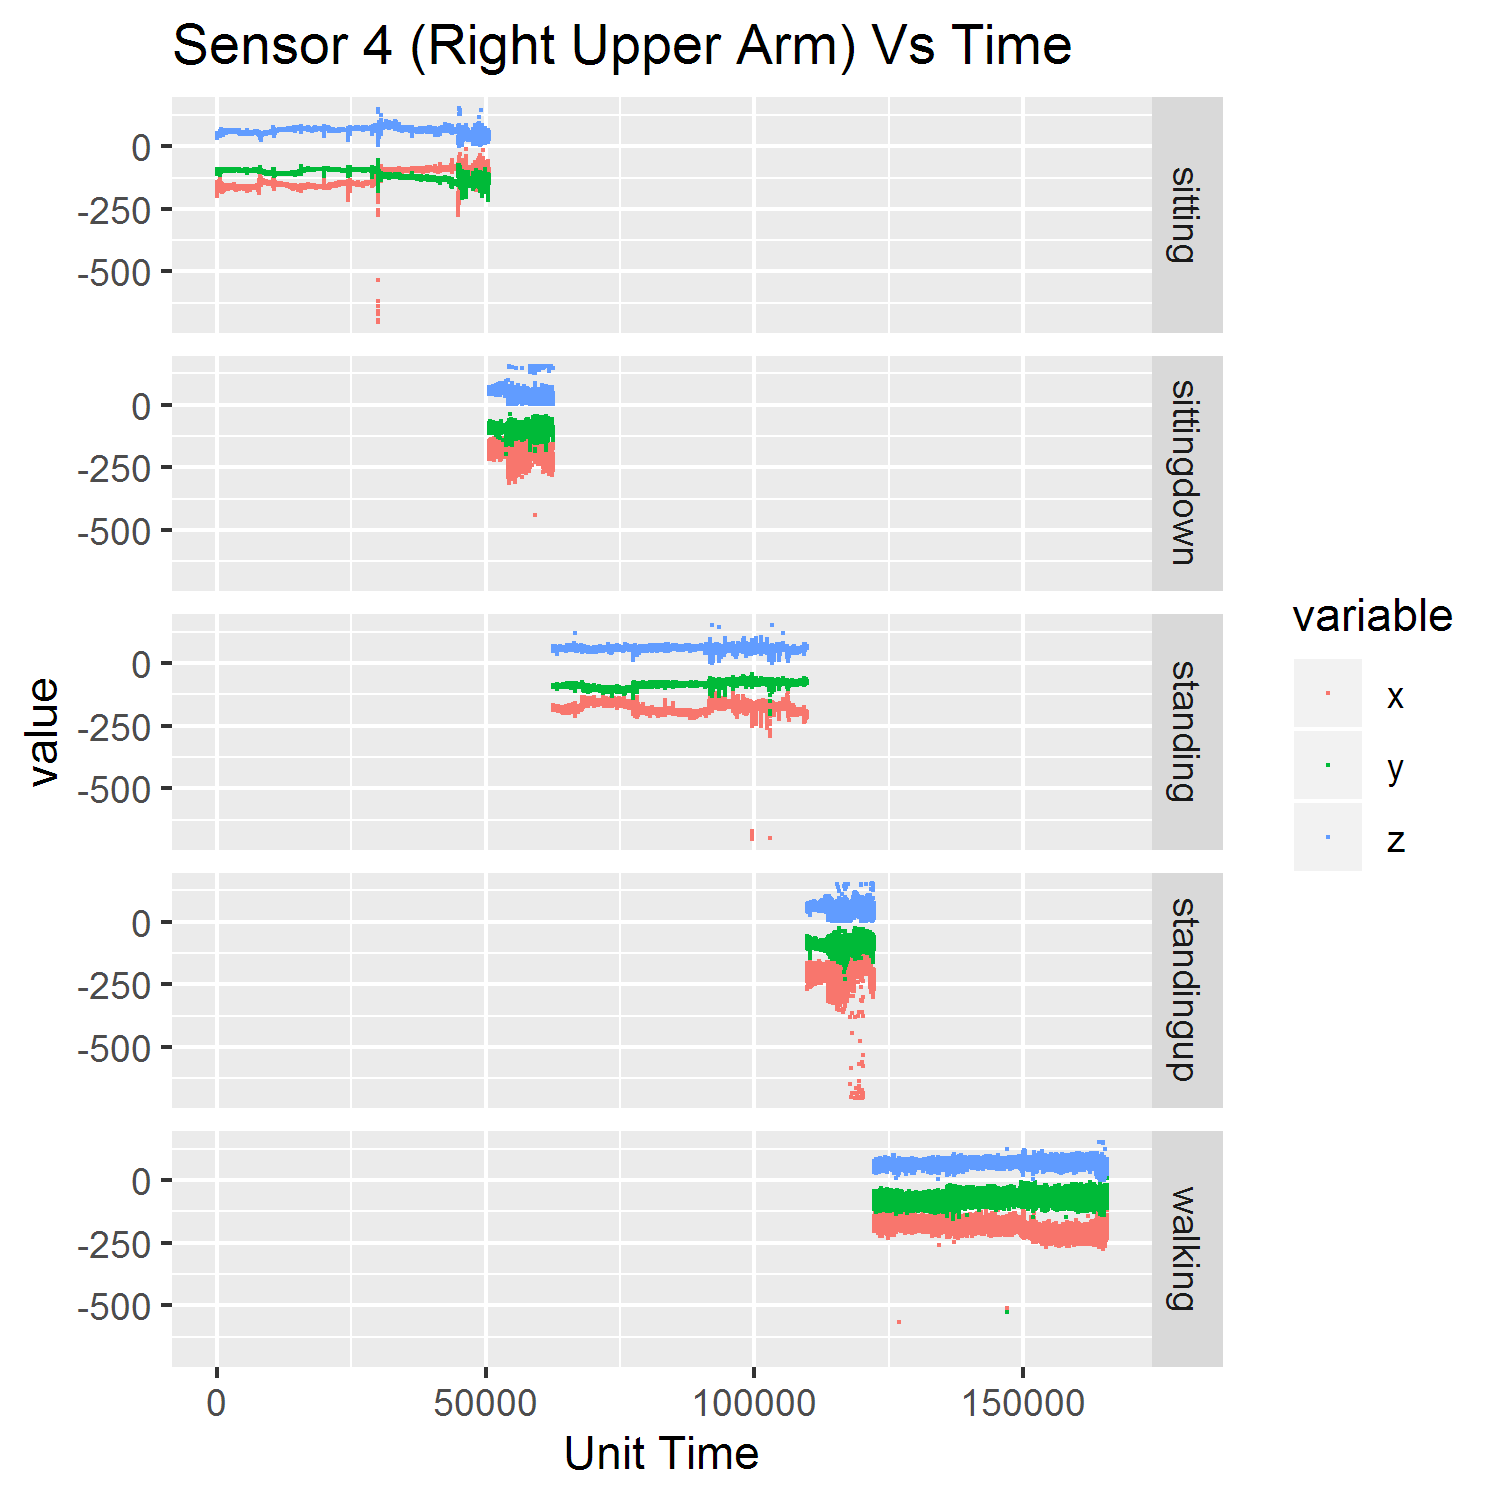 Sensor 4 (Right Upper Arm) Vs Time
0
-250
-500
sitting
0
-250
-500
sittingdown
0
-250
-500
standing
0
-250
-500
standingup
0
-250
-500
walking
value
0 50000 100000 150000
Unit Time
variable
x
y
z